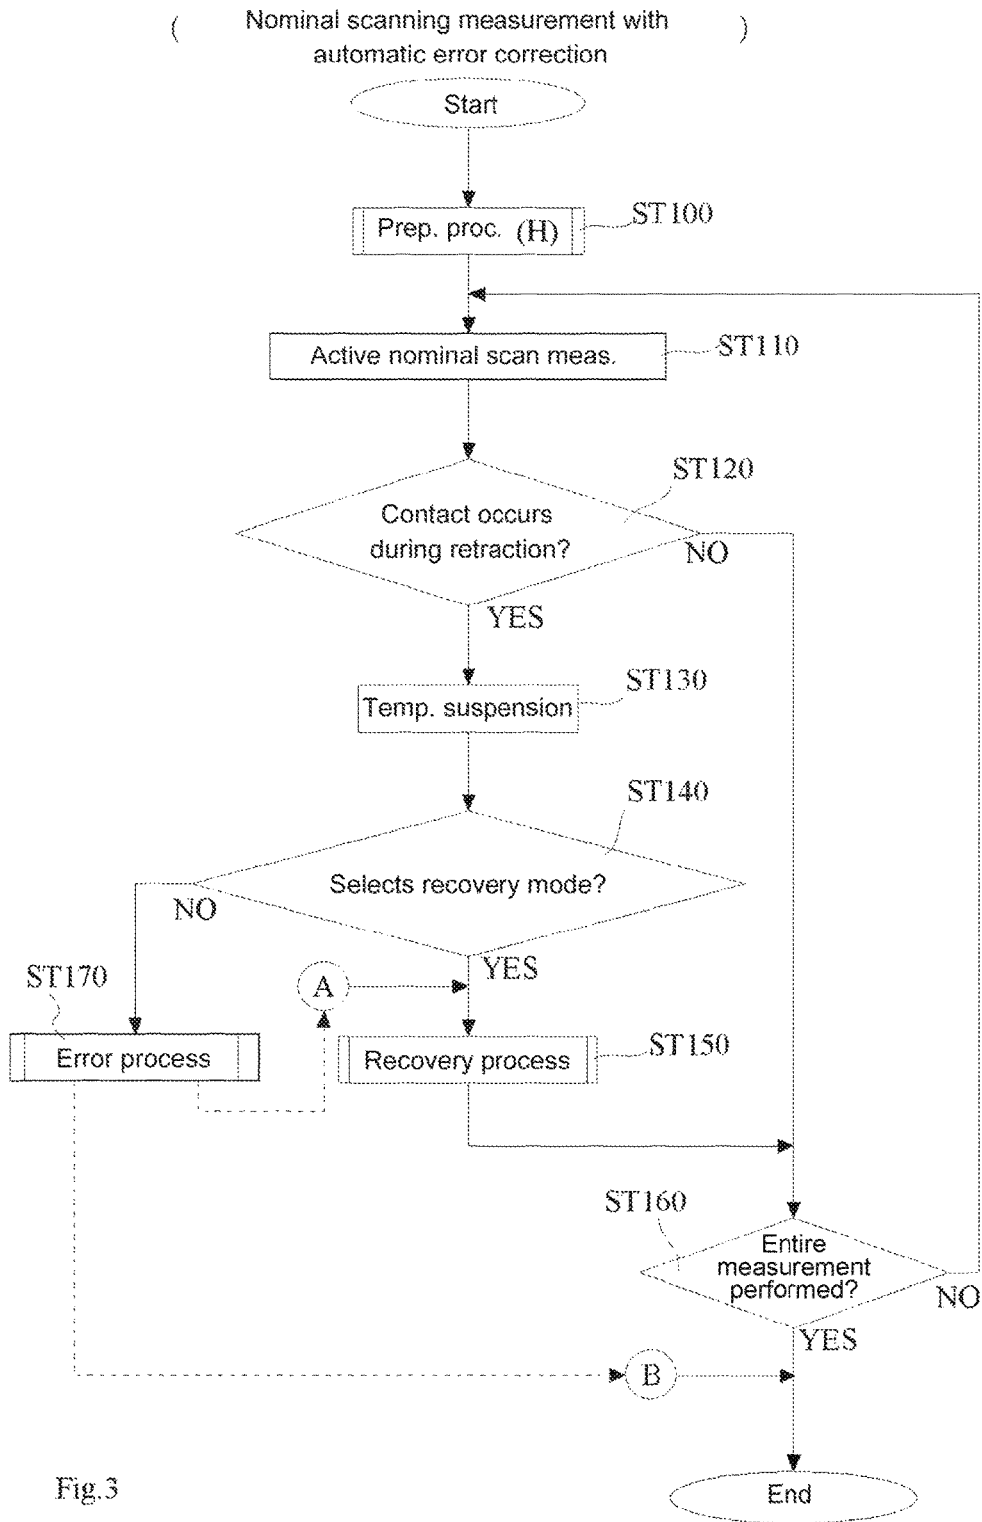 ( Nominal scanning measurement with )
automatic error correction
Start
Prep. proc. (H)
ST100
Active nominal scan meas.
ST110
ST120
Contact occurs
during retraction?
NO
YES
ST130
Temp. suspension
ST140
Selects recovery mode?
NO
YES
ST170
A
Error process
Recovery process
ST150
ST160
Entire
measurement
performed?
NO
YES
B
End
Fig.3